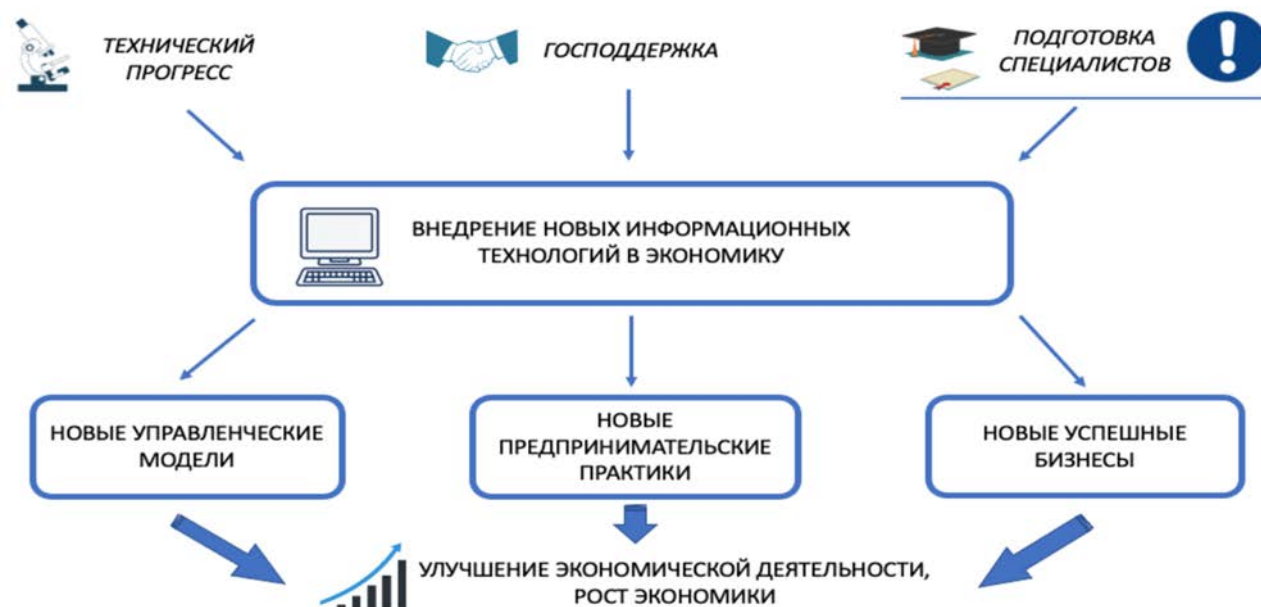 ТЕХНИЧЕСКИЙ
ПРОГРЕСС
ГОСПОДДЕРЖКА
ПОДГОТОВКА
СПЕЦИАЛИСТОВ
ВНЕДРЕНИЕ НОВЫХ ИНФОРМАЦИОННЫХ
ТЕХНОЛОГИЙ В ЭКОНОМИКУ
НОВЫЕ УПРАВЛЕНЧЕСКИЕ
МОДЕЛИ
НОВЫЕ
ПРЕДПРИНИМАТЕЛЬСКИЕ
ПРАКТИКИ
НОВЫЕ УСПЕШНЫЕ
БИЗНЕСЫ
УЛУЧШЕНИЕ ЭКОНОМИЧЕСКОЙ ДЕЯТЕЛЬНОСТИ,
РОСТ ЭКОНОМИКИ